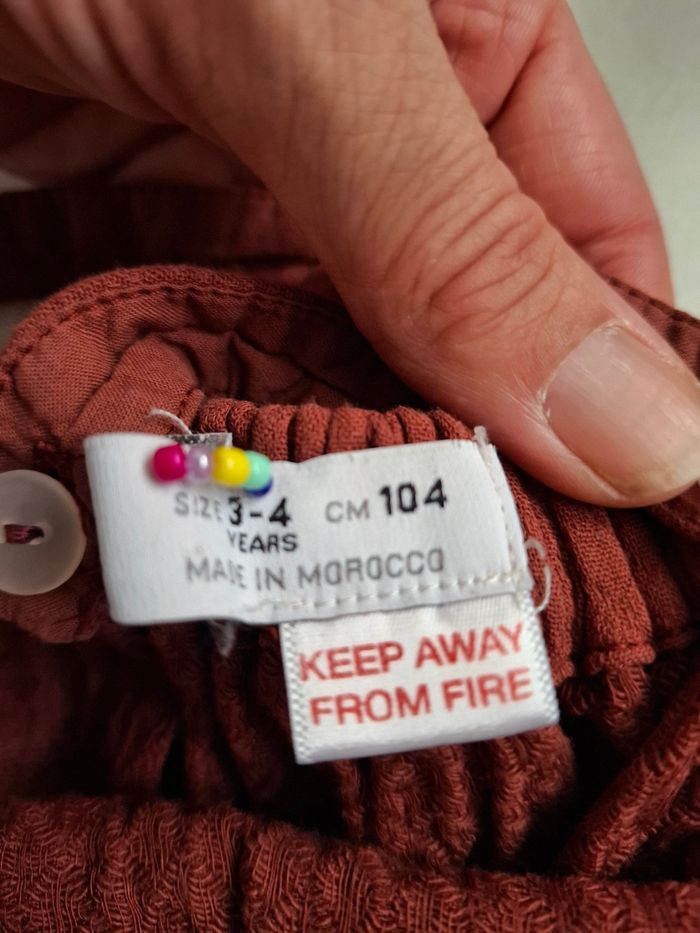 SIZE 3-4 CM 104
YEARS
MADE IN MOROCCO
KEEP AWAY
FROM FIRE